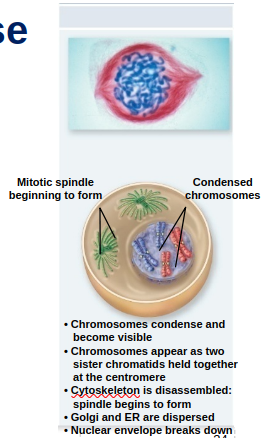 se
Mitotic spindle
beginning to form
Condensed
chromosomes
• Chromosomes condense and
become visible
• Chromosomes appear as two
sister chromatids held together
at the centromere
• Cytoskeleton is disassembled:
spindle begins to form
• Golgi and ER are dispersed
• Nuclear envelope breaks down